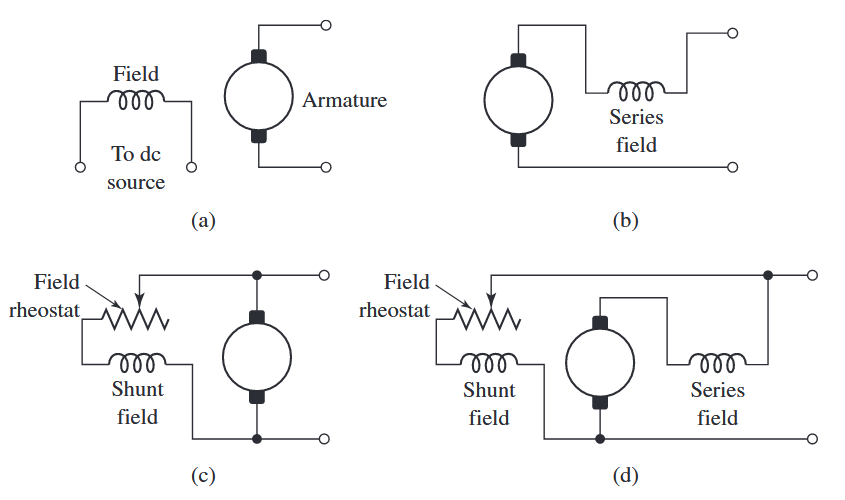 Field
Armature
To dc
source
(a)
Series
field
(b)
Field
rheostat
Shunt
field
(c)
Field
rheostat
Shunt
field
Series
field
(d)